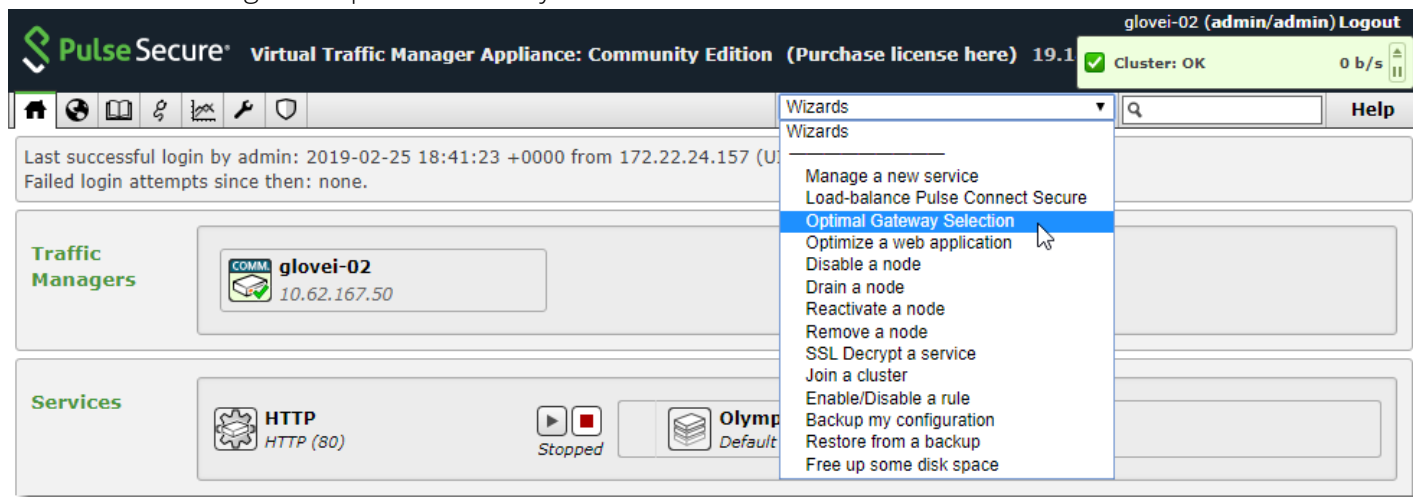 glovei-02 (admin/admin) Logout
Pulse Secure® Virtual Traffic Manager Appliance: Community Edition (Purchase license here) 19.1
Cluster: OK 0 b/s
Wizards Help
Wizards
Last successful login by admin: 2019-02-25 18:41:23 +0000 from 172.22.24.157 (U
Failed login attempts since then: none.
Manage a new service
Load-balance Pulse Connect Secure
Optimal Gateway Selection
Optimize a web application
Disable a node
Drain a node
Reactivate a node
Remove a node
SSL Decrypt a service
Join a cluster
Enable/Disable a rule
Backup my configuration
Restore from a backup
Free up some disk space
Traffic
Managers
COMM. glovei-02
10.62.167.50
Services
HTTP
HTTP (80)
Stopped
Olymp
Default